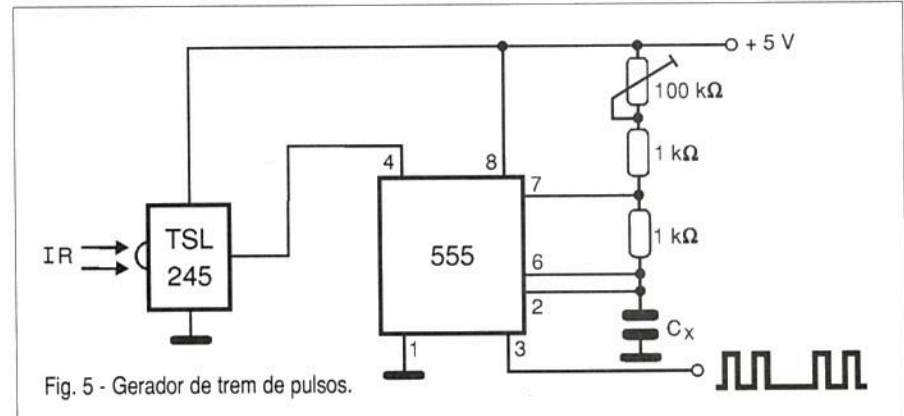 + 5 V
100 kΩ
1 kΩ
4
8
7
TSL
245
IR
555
1 kΩ
6
2
Cx
1
3
Fig. 5 - Gerador de trem de pulsos.